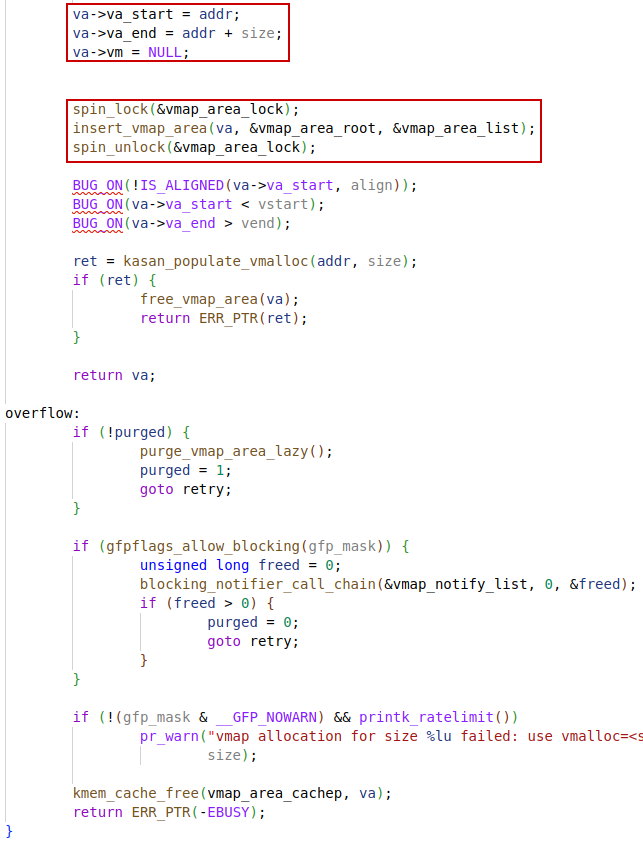 va->va_start = addr;
va->va_end = addr + size;
va->vm = NULL;
spin_lock(&vmap_area_lock);
insert_vmap_area(va, &vmap_area_root, &vmap_area_list);
spin_unlock(&vmap_area_lock);
BUG_ON(!IS_ALIGNED(va->va_start, align));
BUG_ON(va->va_start < vstart);
BUG_ON(va->va_end > vend);
ret = kasan_populate_vmalloc(addr, size);
if (ret) {
free_vmap_area(va);
return ERR_PTR(ret);
}
return va;
overflow:
if (!purged) {
purge_vmap_area_lazy();
purged = 1;
goto retry;
}
if (gfpflags_allow_blocking(gfp_mask)) {
unsigned long freed = 0;
blocking_notifier_call_chain(&vmap_notify_list, 0, &freed);
if (freed > 0) {
purged = 0;
goto retry;
}
}
if (!(gfp_mask & __GFP_NOWARN) && printk_ratelimit())
pr_warn("vmap allocation for size %lu failed: use vmalloc=<s
size);
kmem_cache_free(vmap_area_cachep, va);
return ERR_PTR(-EBUSY);
}